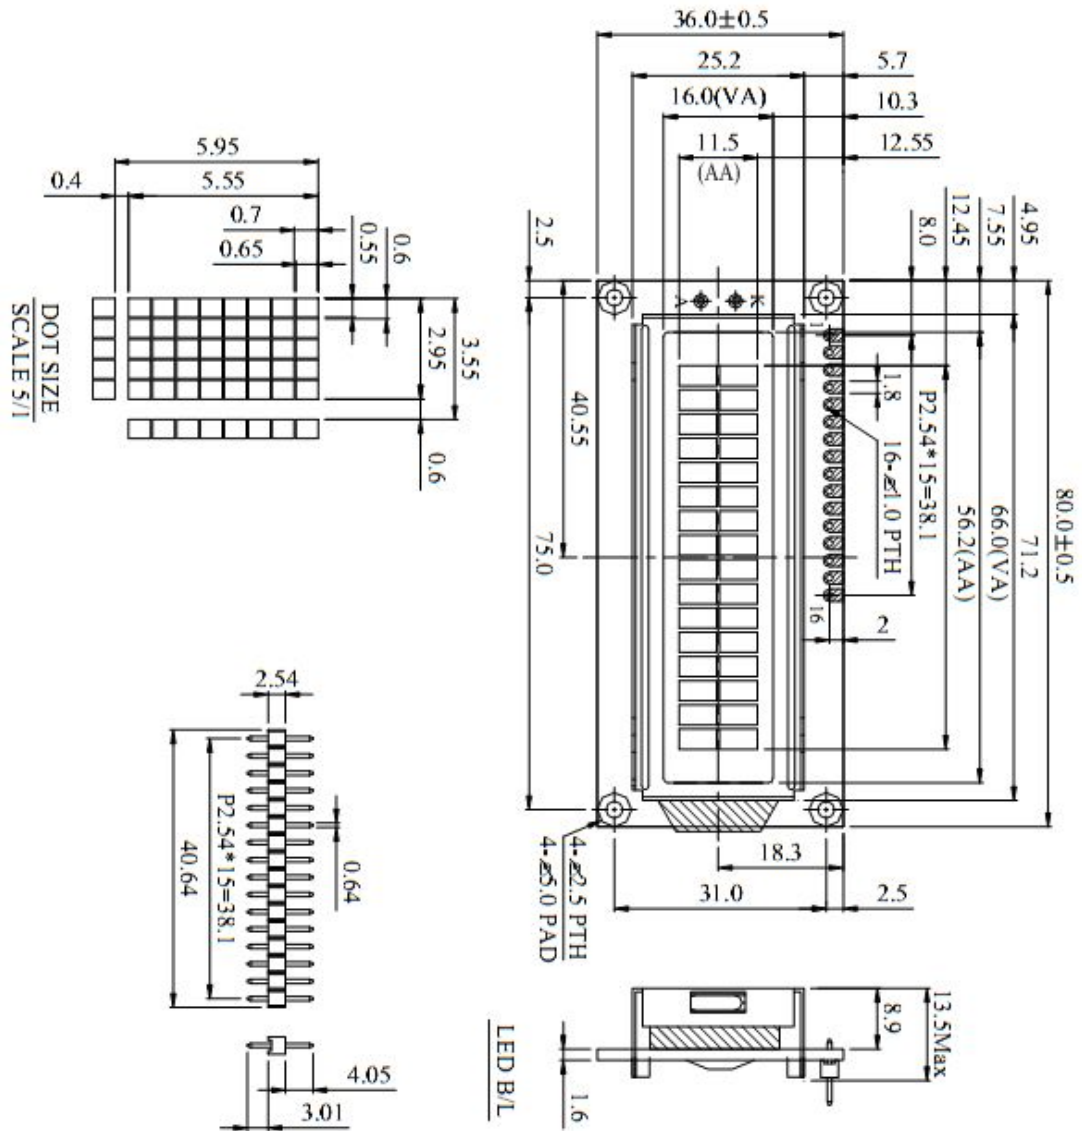 36.0±0.5
25.2
5.7
16.0(VA)
10.3
11.5
(AA)
12.55
4.95
7.55
12.45
8.0
2.5
5.95
0.4
5.55
0.7
0.65
0.55
0.6
3.55
2.95
0.6
DOT SIZE
SCALE 5/1
A
K
1
16
1.8
P2.54*15=38.1
16-⌀1.0 PTH
40.55
75.0
56.2(AA)
66.0(VA)
71.2
80.0±0.5
2
18.3
31.0
2.5
4-⌀2.5 PTH
4-⌀5.0 PAD
2.54
0.64
P2.54*15=38.1
40.64
4.05
3.01
13.5Max
8.9
1.6
LED B/L